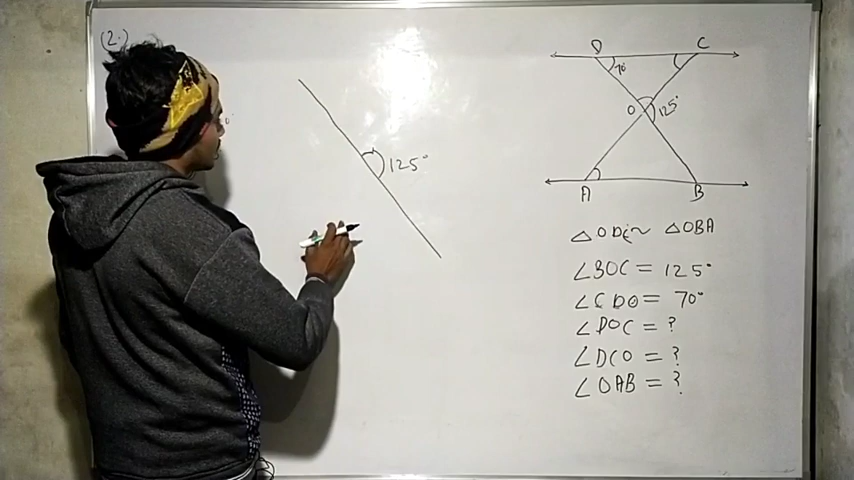 (2.)
125°
D C
70°
O 125°
A B
△ODC ~ △OBA
∠BOC = 125°
∠CDO = 70°
∠DOC = ?
∠DCO = ?
∠OAB = ?